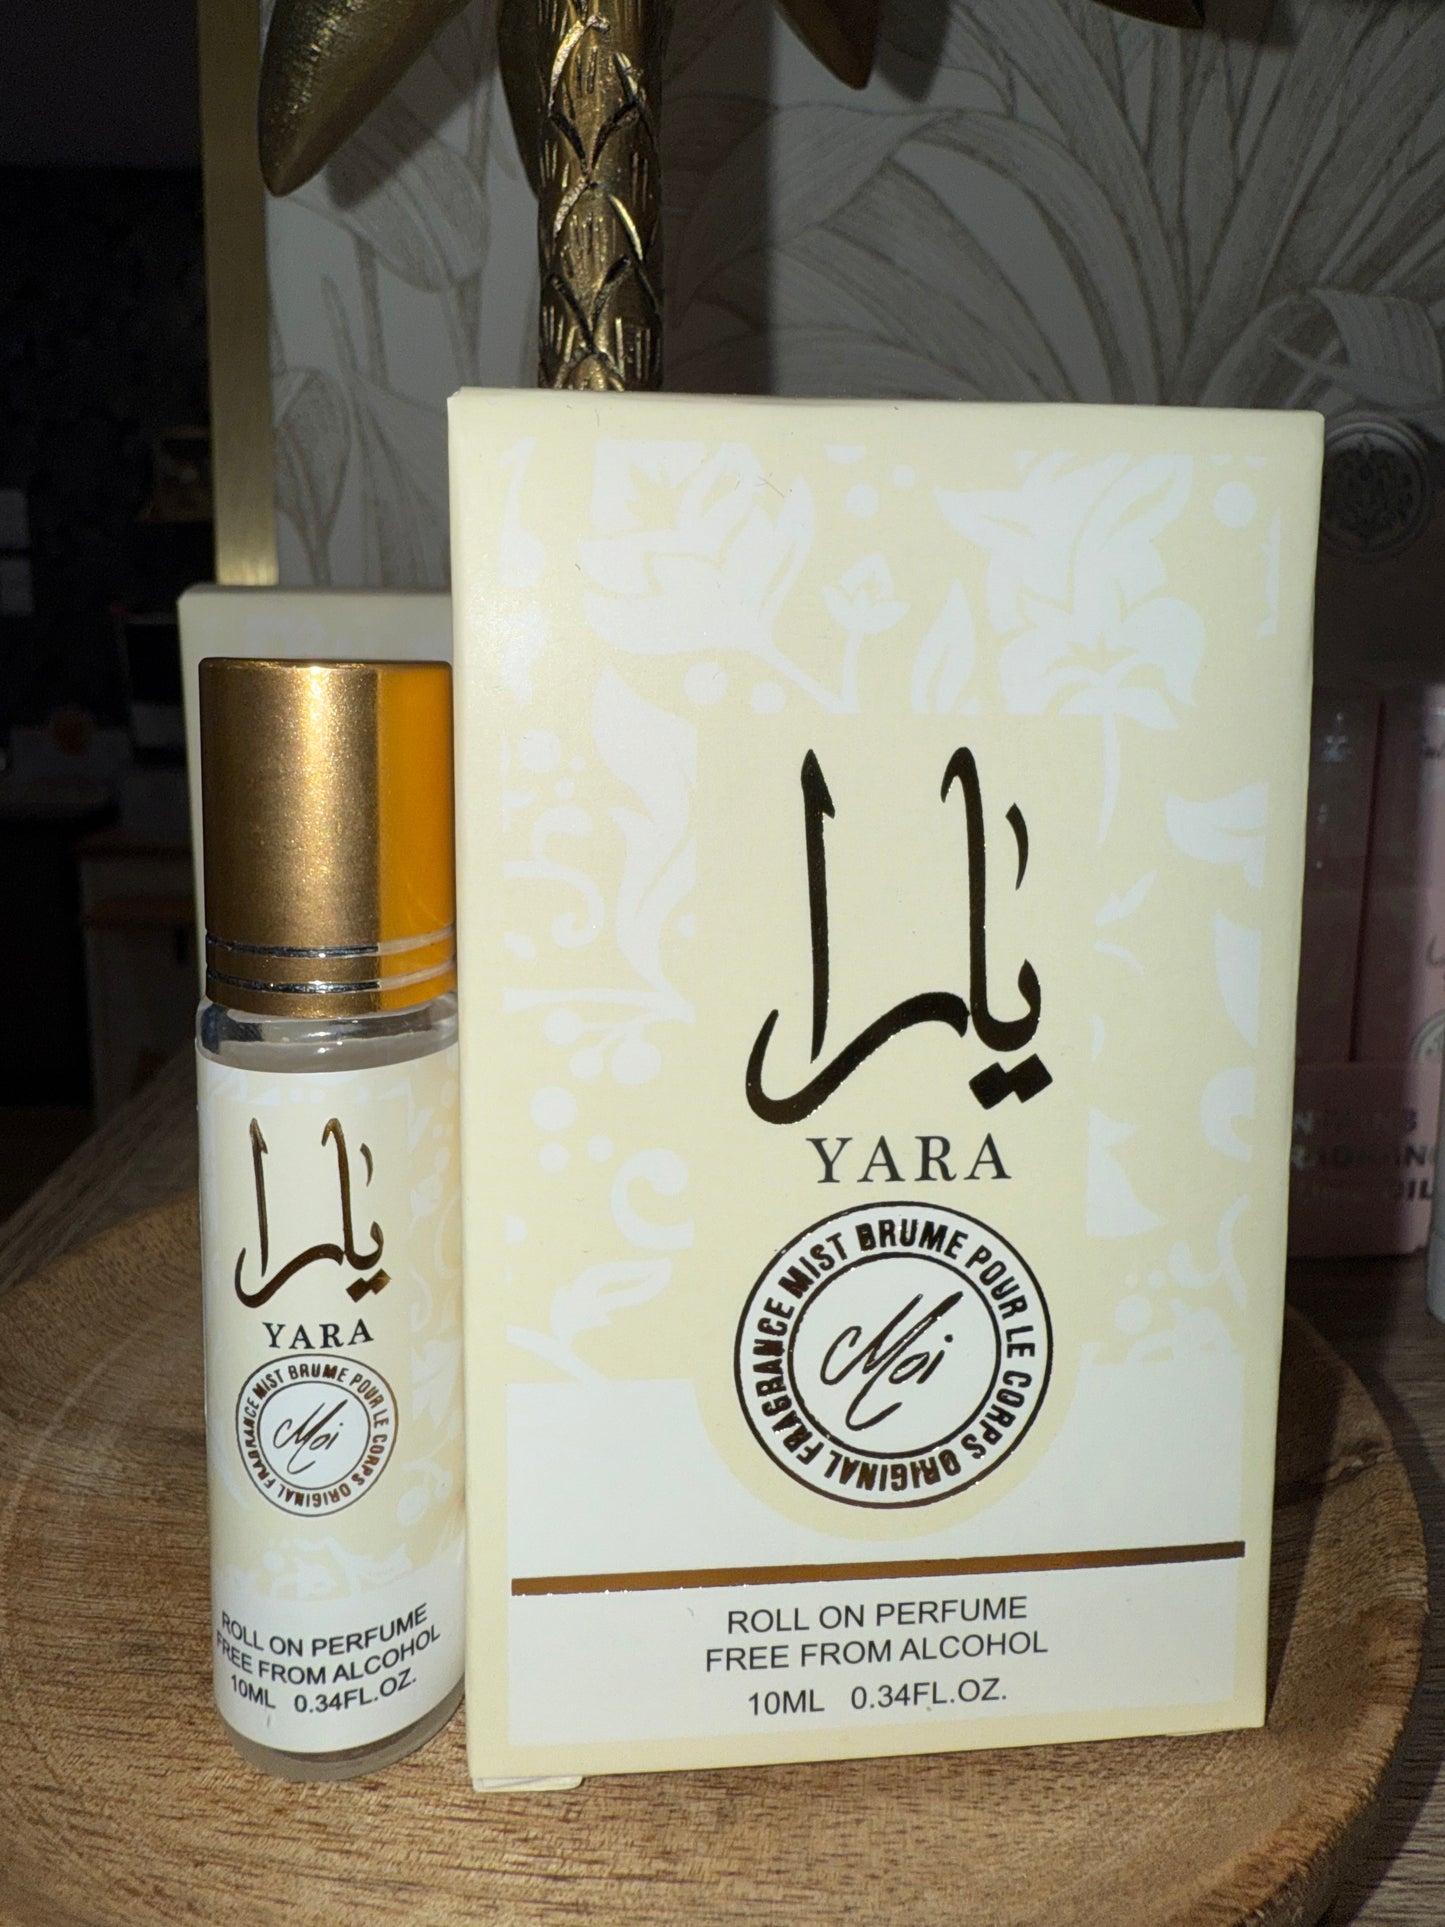 يارا
YARA
ORIGINAL FRAGRANCE MIST BRUME POUR LE CORPS
Moi
ROLL ON PERFUME
FREE FROM ALCOHOL
10ML 0.34FL.OZ.
يارا
YARA
ORIGINAL FRAGRANCE MIST BRUME POUR LE CORPS
Moi
ROLL ON PERFUME
FREE FROM ALCOHOL
10ML 0.34FL.OZ.